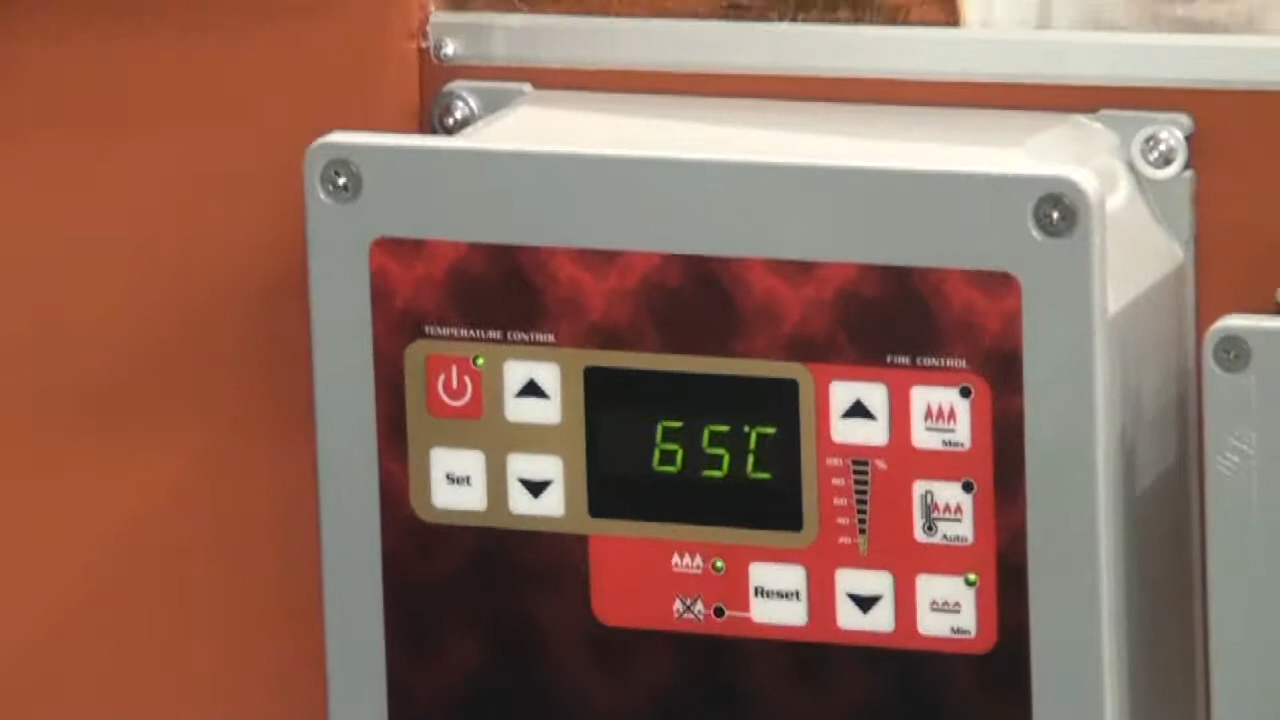 TEMPERATURE CONTROL
FIRE CONTROL
65°C
Set
Max
100 %
80
60
40
20
Auto
Reset
Min